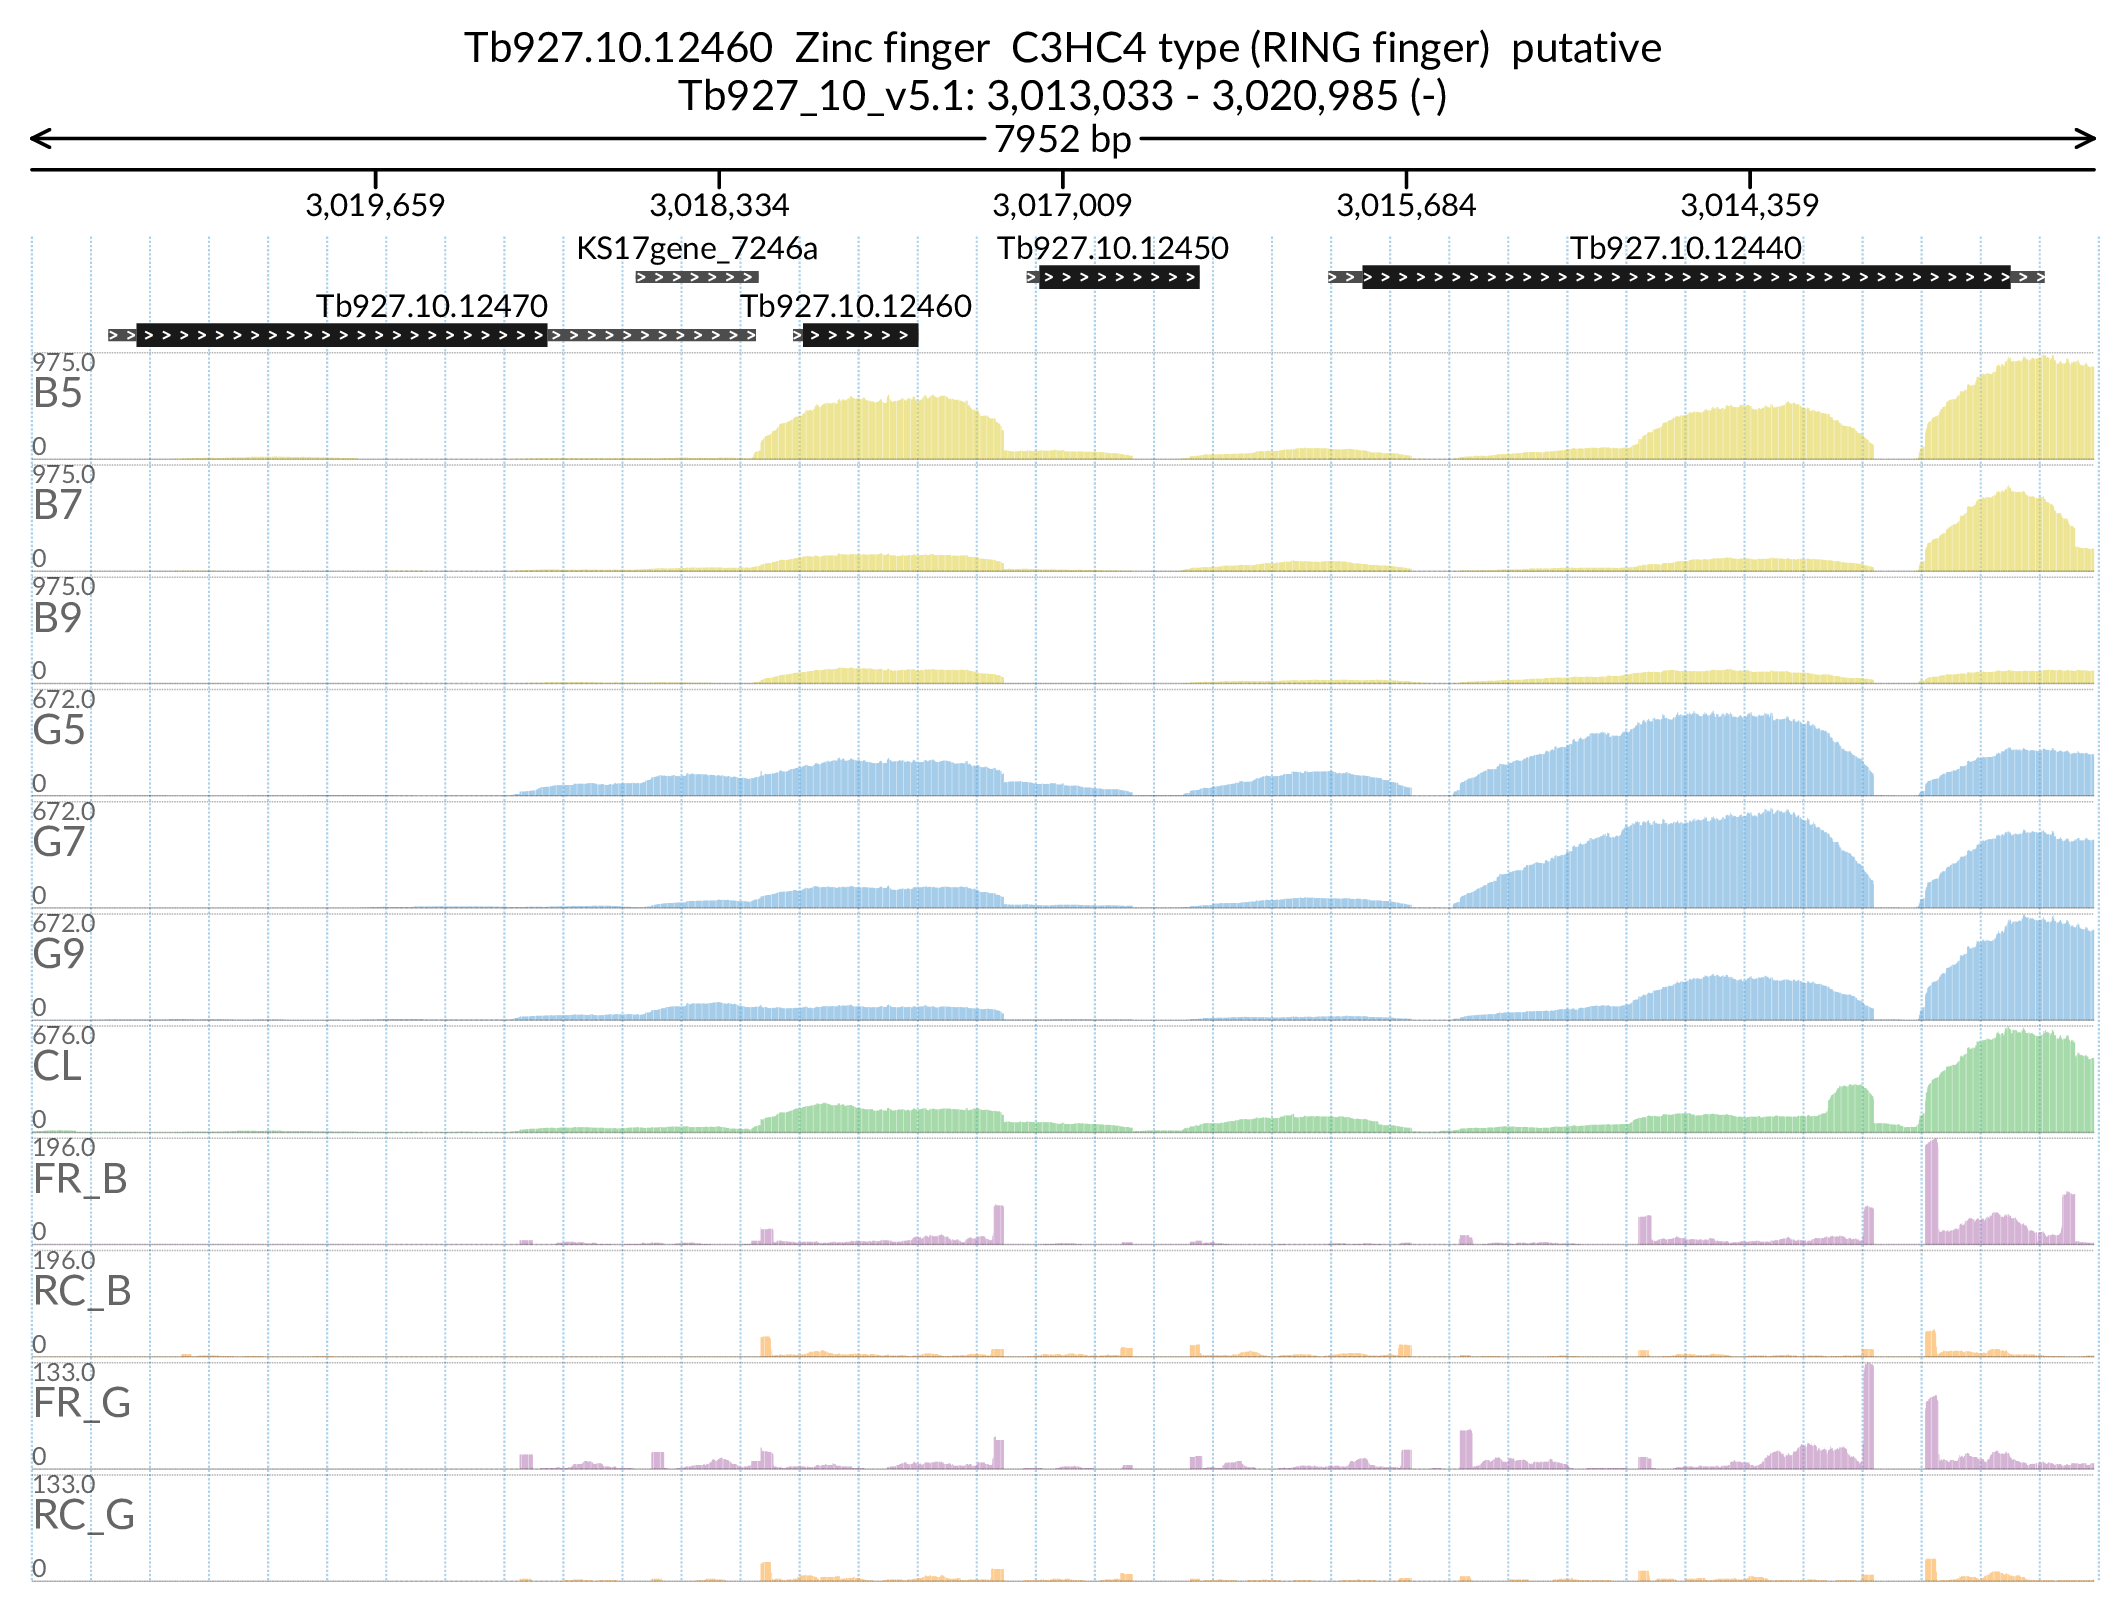 Tb927.10.12460 Zinc finger C3HC4 type (RING finger) putative
Tb927_10_v5.1: 3,013,033 - 3,020,985 (-)
7952 bp
3,019,659 3,018,334 3,017,009 3,015,684 3,014,359
KS17gene_7246a Tb927.10.12450 Tb927.10.12440
Tb927.10.12470 Tb927.10.12460
975.0
B5
0
975.0
B7
0
975.0
B9
0
672.0
G5
0
672.0
G7
0
672.0
G9
0
676.0
CL
0
196.0
FR_B
0
196.0
RC_B
0
133.0
FR_G
0
133.0
RC_G
0